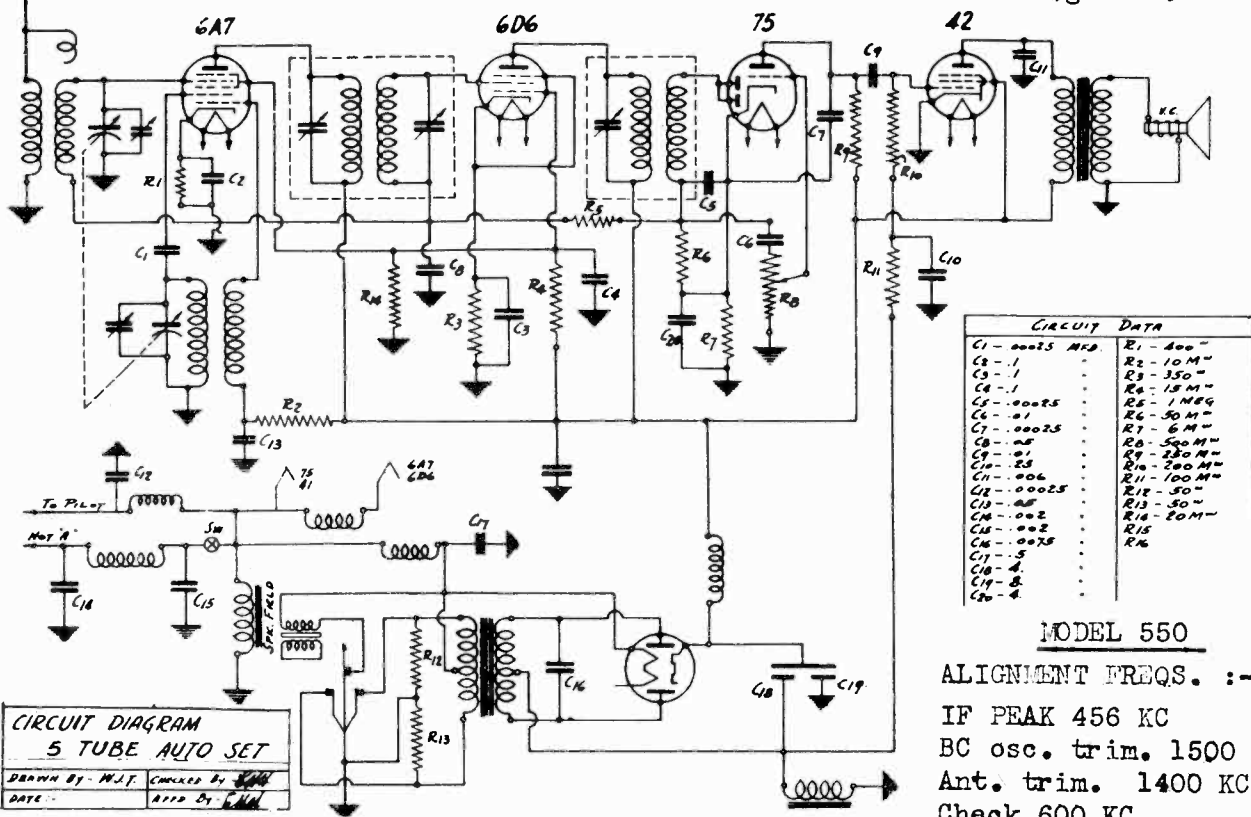 6A7
6D6
75
42
C9
C11
V.C.
C7
R9
R10
R1
C2
C5
R5
C1
C8
R14
R3
C3
R4
C4
R6
C6
R8
C20
R7
R11
C10
R2
C13
C12
75
41
6A7
6D6
TO PILOT
HOT "A"
SW
C17
C14
C15
SPK. FIELD
R12
R13
C16
C18
C19
CIRCUIT DATA
C1 - .00025 MFD. R1 - 400 "
C2 - .1 " R2 - 10 M "
C3 - .1 " R3 - 350 "
C4 - .1 " R4 - 15 M "
C5 - .00025 " R5 - 1 MEG
C6 - .01 " R6 - 50 M "
C7 - .00025 " R7 - 6 M "
C8 - .05 " R8 - 500 M "
C9 - .01 " R9 - 250 M "
C10 - .25 " R10 - 200 M "
C11 - .006 " R11 - 100 M "
C12 - .00025 " R12 - 50 "
C13 - .05 " R13 - 50 "
C14 - .002 " R14 - 20 M "
C15 - .002 " R15
C16 - .0075 " R16
C17 - .5 "
C18 - 4. "
C19 - 8. "
C20 - 4. "
MODEL 550
ALIGNMENT FREQS. :-
IF PEAK 456 KC
BC osc. trim. 1500
Ant. trim. 1400 KC
Check 600 KC
CIRCUIT DIAGRAM
5 TUBE AUTO SET
DRAWN BY - W.J.T. CHECKED BY
DATE - APPD BY